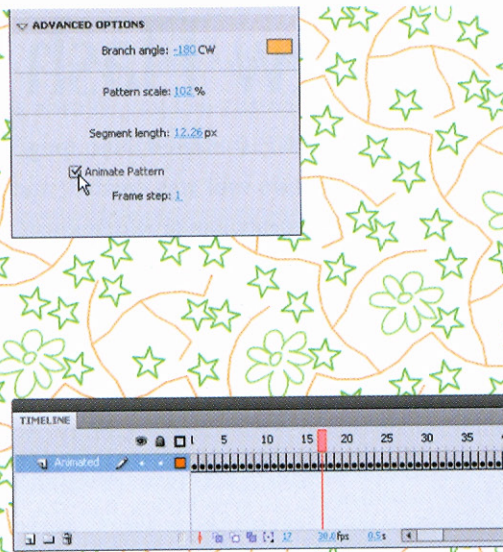 ADVANCED OPTIONS
Branch angle: -180 CW
Pattern scale: 102 %
Segment length: 12.26 px
Animate Pattern
Frame step: 1
TIMELINE
1 5 10 15 20 25 30 35
Animated
17 30.0 fps 0.5 s